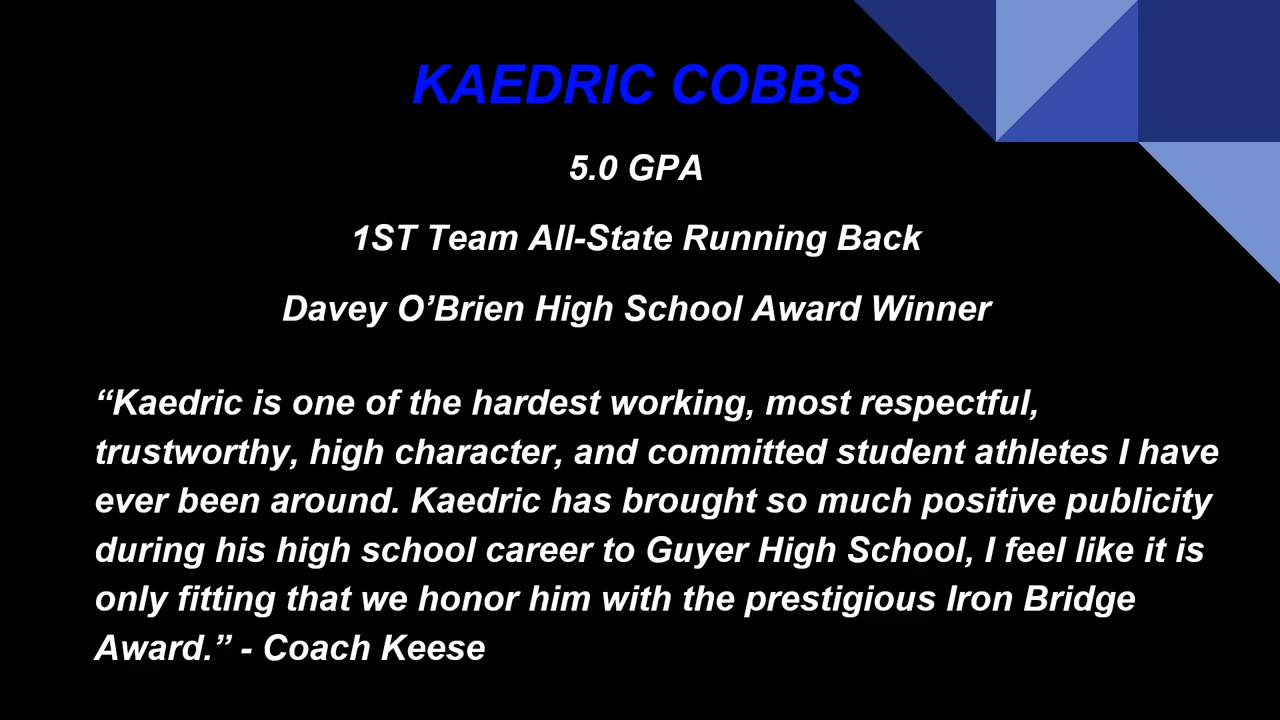 KAEDRIC COBBS
5.0 GPA
1ST Team All-State Running Back
Davey O’Brien High School Award Winner
“Kaedric is one of the hardest working, most respectful,
trustworthy, high character, and committed student athletes I have
ever been around. Kaedric has brought so much positive publicity
during his high school career to Guyer High School, I feel like it is
only fitting that we honor him with the prestigious Iron Bridge
Award.” - Coach Keese